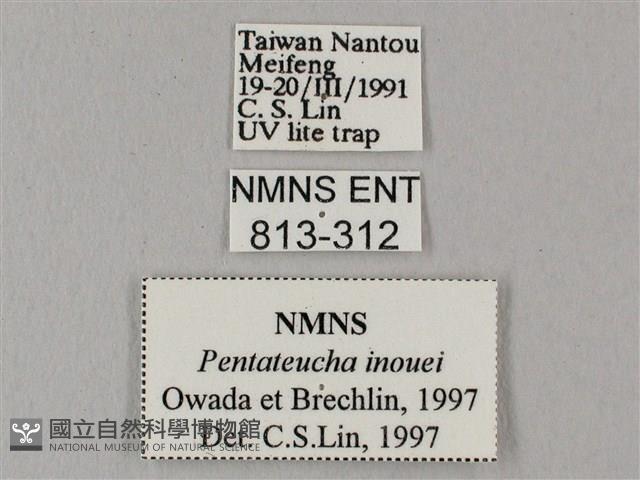 Taiwan Nantou
Meifeng
19-20/III/1991
C. S. Lin
UV lite trap
NMNS ENT
813-312
NMNS
Pentateucha inouei
Owada et Brechlin, 1997
Det. C.S.Lin, 1997
國立自然科學博物館
NATIONAL MUSEUM OF NATURAL SCIENCE